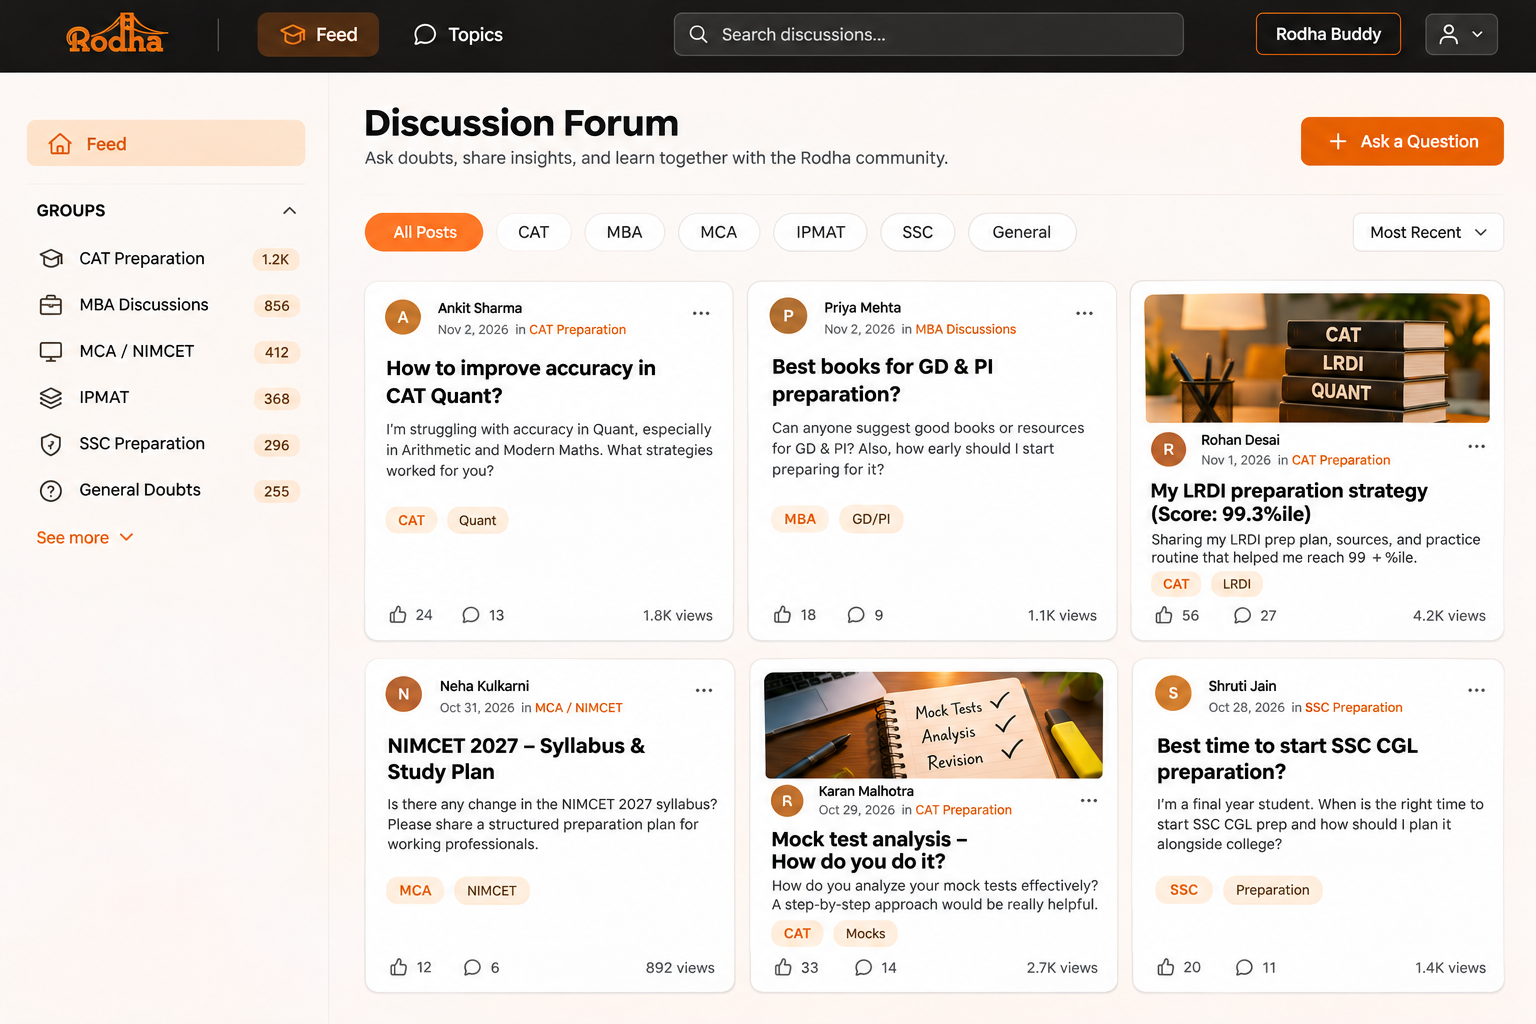 Rodha
Feed
Topics
Search discussions...
Rodha Buddy
Feed
GROUPS
CAT Preparation 1.2K
MBA Discussions 856
MCA / NIMCET 412
IPMAT 368
SSC Preparation 296
General Doubts 255
See more
Discussion Forum
Ask doubts, share insights, and learn together with the Rodha community.
Ask a Question
All Posts
CAT
MBA
MCA
IPMAT
SSC
General
Most Recent
A
Ankit Sharma
Nov 2, 2026 in CAT Preparation
How to improve accuracy in
CAT Quant?
I'm struggling with accuracy in Quant, especially
in Arithmetic and Modern Maths. What strategies
worked for you?
CAT Quant
24 13 1.8K views
P
Priya Mehta
Nov 2, 2026 in MBA Discussions
Best books for GD & PI
preparation?
Can anyone suggest good books or resources
for GD & PI? Also, how early should I start
preparing for it?
MBA GD/PI
18 9 1.1K views
CAT
LRDI
QUANT
R
Rohan Desai
Nov 1, 2026 in CAT Preparation
My LRDI preparation strategy
(Score: 99.3%ile)
Sharing my LRDI prep plan, sources, and practice
routine that helped me reach 99 + %ile.
CAT LRDI
56 27 4.2K views
N
Neha Kulkarni
Oct 31, 2026 in MCA / NIMCET
NIMCET 2027 – Syllabus &
Study Plan
Is there any change in the NIMCET 2027 syllabus?
Please share a structured preparation plan for
working professionals.
MCA NIMCET
12 6 892 views
Mock Tests
Analysis
Revision
R
Karan Malhotra
Oct 29, 2026 in CAT Preparation
Mock test analysis –
How do you do it?
How do you analyze your mock tests effectively?
A step-by-step approach would be really helpful.
CAT Mocks
33 14 2.7K views
S
Shruti Jain
Oct 28, 2026 in SSC Preparation
Best time to start SSC CGL
preparation?
I'm a final year student. When is the right time to
start SSC CGL prep and how should I plan it
alongside college?
SSC Preparation
20 11 1.4K views